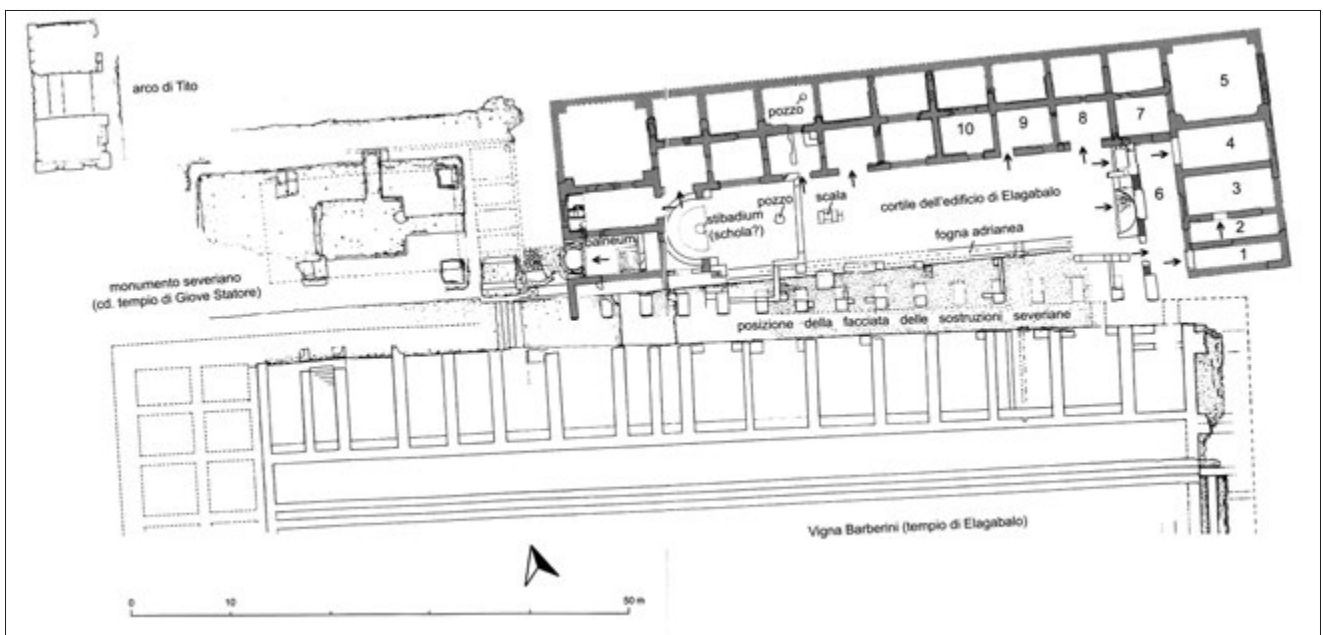 arco di Tito
5
pozzo
7
8
9
10
4
3
6
2
1
scala
pozzo
cortile dell'edificio di Elagabalo
stibadium
(schola?)
balneum
fogna adrianea
monumento severiano
(cd. tempio di Giove Statore)
posizione della facciata delle sostruzioni severiane
Vigna Barberini (tempio di Elagabalo)
0 10 50 m